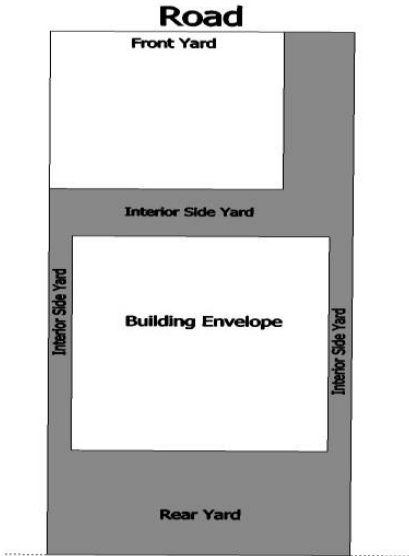 Road
Front Yard
Interior Side Yard
Interior Side Yard
Building Envelope
Interior Side Yard
Rear Yard